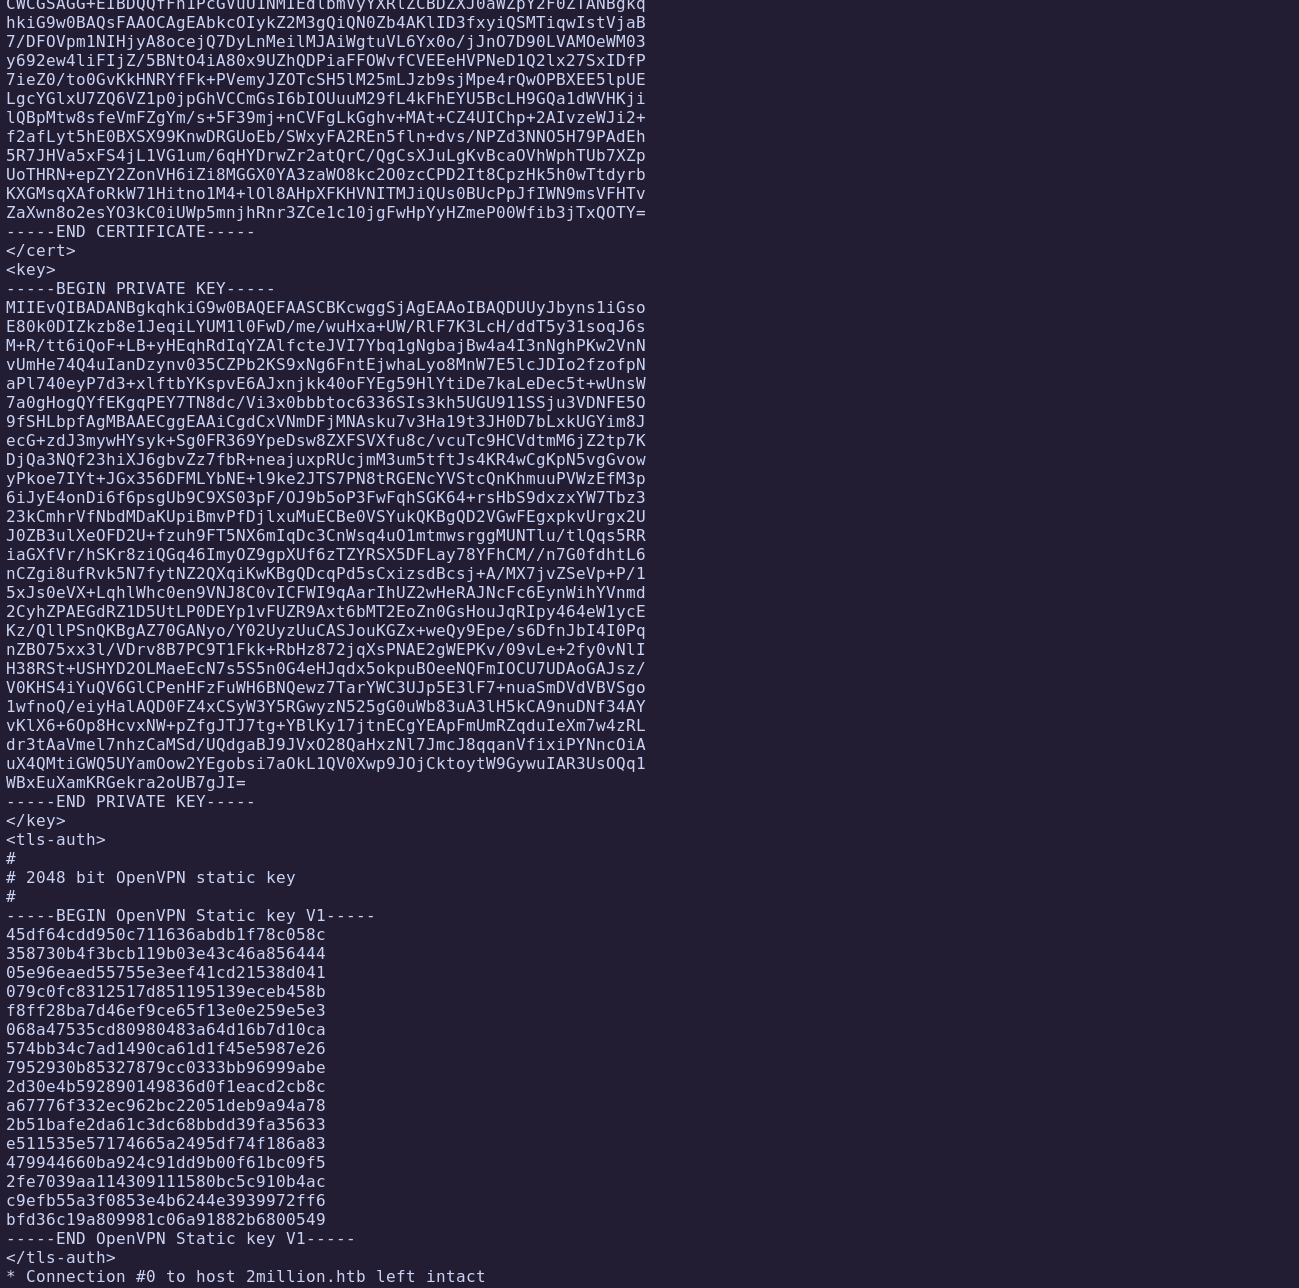 CWCGSAGG+EIBDQQfFh1PcGVuU1NMIEdlbmVyYXRlZCBDZXJ0aWZpY2F0ZTANBgkq
hkiG9w0BAQsFAAOCAgEAbkcOIykZ2M3gQiQN0Zb4AKlID3fxyiQSMTiqwIstVjaB
7/DFOVpm1NIHjyA8ocejQ7DyLnMeilMJAiWgtuVL6Yx0o/jJnO7D90LVAMOeWM03
y692ew4liFIjZ/5BNtO4iA80x9UZhQDPiaFFOWvfCVEEeHVPNeD1Q2lx27SxIDfP
7ieZ0/to0GvKkHNRYfFk+PVemyJZOTcSH5lM25mLJzb9sjMpe4rQwOPBXEE5lpUE
LgcYGlxU7ZQ6VZ1p0jpGhVCCmGsI6bIOUuuM29fL4kFhEYU5BcLH9GQa1dWVHKji
lQBpMtw8sfeVmFZgYm/s+5F39mj+nCVFgLkGghv+MAt+CZ4UIChp+2AIvzeWJi2+
f2afLyt5hE0BXSX99KnwDRGUoEb/SWxyFA2REn5fln+dvs/NPZd3NNO5H79PAdEh
5R7JHVa5xFS4jL1VG1um/6qHYDrwZr2atQrC/QgCsXJuLgKvBcaOVhWphTUb7XZp
UoTHRN+epZY2ZonVH6iZi8MGGX0YA3zaWO8kc2O0zcCPD2It8CpzHk5h0wTtdyrb
KXGMsqXAfoRkW71Hitno1M4+lOl8AHpXFKHVNITMJiQUs0BUcPpJfIWN9msVFHTv
ZaXwn8o2esYO3kC0iUWp5mnjhRnr3ZCe1c10jgFwHpYyHZmeP00Wfib3jTxQOTY=
-----END CERTIFICATE-----
</cert>
<key>
-----BEGIN PRIVATE KEY-----
MIIEvQIBADANBgkqhkiG9w0BAQEFAASCBKcwggSjAgEAAoIBAQDUUyJbyns1iGso
E80k0DIZkzb8e1JeqiLYUM1l0FwD/me/wuHxa+UW/RlF7K3LcH/ddT5y31soqJ6s
M+R/tt6iQoF+LB+yHEqhRdIqYZAlfcteJVI7Ybq1gNgbajBw4a4I3nNghPKw2VnN
vUmHe74Q4uIanDzynv035CZPb2KS9xNg6FntEjwhaLyo8MnW7E5lcJDIo2fzofpN
aPl740eyP7d3+xlftbYKspvE6AJxnjkk40oFYEg59HlYtiDe7kaLeDec5t+wUnsW
7a0gHogQYfEKgqPEY7TN8dc/Vi3x0bbbtoc6336SIs3kh5UGU911SSju3VDNFE5O
9fSHLbpfAgMBAAECggEAAiCgdCxVNmDFjMNAsku7v3Ha19t3JH0D7bLxkUGYim8J
ecG+zdJ3mywHYsyk+Sg0FR369YpeDsw8ZXFSVXfu8c/vcuTc9HCVdtmM6jZ2tp7K
DjQa3NQf23hiXJ6gbvZz7fbR+neajuxpRUcjmM3um5tftJs4KR4wCgKpN5vgGvow
yPkoe7IYt+JGx356DFMLYbNE+l9ke2JTS7PN8tRGENcYVStcQnKhmuuPVWzEfM3p
6iJyE4onDi6f6psgUb9C9XS03pF/OJ9b5oP3FwFqhSGK64+rsHbS9dxzxYW7Tbz3
23kCmhrVfNbdMDaKUpiBmvPfDjlxuMuECBe0VSYukQKBgQD2VGwFEgxpkvUrgx2U
J0ZB3ulXeOFD2U+fzuh9FT5NX6mIqDc3CnWsq4uO1mtmwsrggMUNTlu/tlQqs5RR
iaGXfVr/hSKr8ziQGq46ImyOZ9gpXUf6zTZYRSX5DFLay78YFhCM//n7G0fdhtL6
nCZgi8ufRvk5N7fytNZ2QXqiKwKBgQDcqPd5sCxizsdBcsj+A/MX7jvZSeVp+P/1
5xJs0eVX+LqhlWhc0en9VNJ8C0vICFWI9qAarIhUZ2wHeRAJNcFc6EynWihYVnmd
2CyhZPAEGdRZ1D5UtLP0DEYp1vFUZR9Axt6bMT2EoZn0GsHouJqRIpy464eW1ycE
Kz/QllPSnQKBgAZ70GANyo/Y02UyzUuCASJouKGZx+weQy9Epe/s6DfnJbI4I0Pq
nZBO75xx3l/VDrv8B7PC9T1Fkk+RbHz872jqXsPNAE2gWEPKv/09vLe+2fy0vNlI
H38RSt+USHYD2OLMaeEcN7s5S5n0G4eHJqdx5okpuBOeeNQFmIOCU7UDAoGAJsz/
V0KHS4iYuQV6GlCPenHFzFuWH6BNQewz7TarYWC3UJp5E3lF7+nuaSmDVdVBVSgo
1wfnoQ/eiyHalAQD0FZ4xCSyW3Y5RGwyzN525gG0uWb83uA3lH5kCA9nuDNf34AY
vKlX6+6Op8HcvxNW+pZfgJTJ7tg+YBlKy17jtnECgYEApFmUmRZqduIeXm7w4zRL
dr3tAaVmel7nhzCaMSd/UQdgaBJ9JVxO28QaHxzNl7JmcJ8qqanVfixiPYNncOiA
uX4QMtiGWQ5UYamOow2YEgobsi7aOkL1QV0Xwp9JOjCktoytW9GywuIAR3UsOQq1
WBxEuXamKRGekra2oUB7gJI=
-----END PRIVATE KEY-----
</key>
<tls-auth>
#
# 2048 bit OpenVPN static key
#
-----BEGIN OpenVPN Static key V1-----
45df64cdd950c711636abdb1f78c058c
358730b4f3bcb119b03e43c46a856444
05e96eaed55755e3eef41cd21538d041
079c0fc8312517d851195139eceb458b
f8ff28ba7d46ef9ce65f13e0e259e5e3
068a47535cd80980483a64d16b7d10ca
574bb34c7ad1490ca61d1f45e5987e26
7952930b85327879cc0333bb96999abe
2d30e4b592890149836d0f1eacd2cb8c
a67776f332ec962bc22051deb9a94a78
2b51bafe2da61c3dc68bbdd39fa35633
e511535e57174665a2495df74f186a83
479944660ba924c91dd9b00f61bc09f5
2fe7039aa114309111580bc5c910b4ac
c9efb55a3f0853e4b6244e3939972ff6
bfd36c19a809981c06a91882b6800549
-----END OpenVPN Static key V1-----
</tls-auth>
* Connection #0 to host 2million.htb left intact